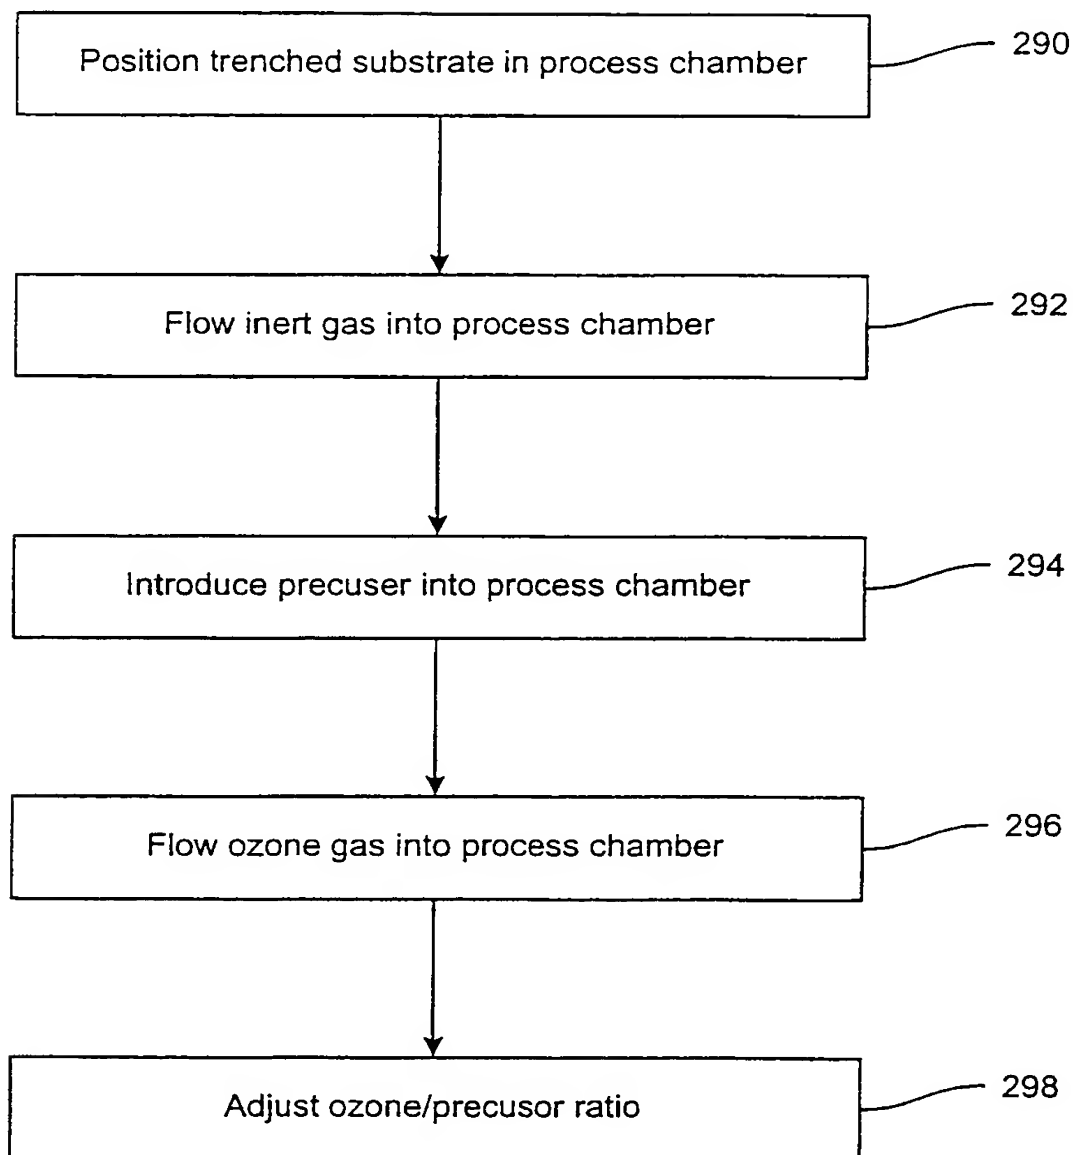 Position trenched substrate in process chamber
290
Flow inert gas into process chamber
292
Introduce precuser into process chamber
294
Flow ozone gas into process chamber
296
Adjust ozone/precusor ratio
298